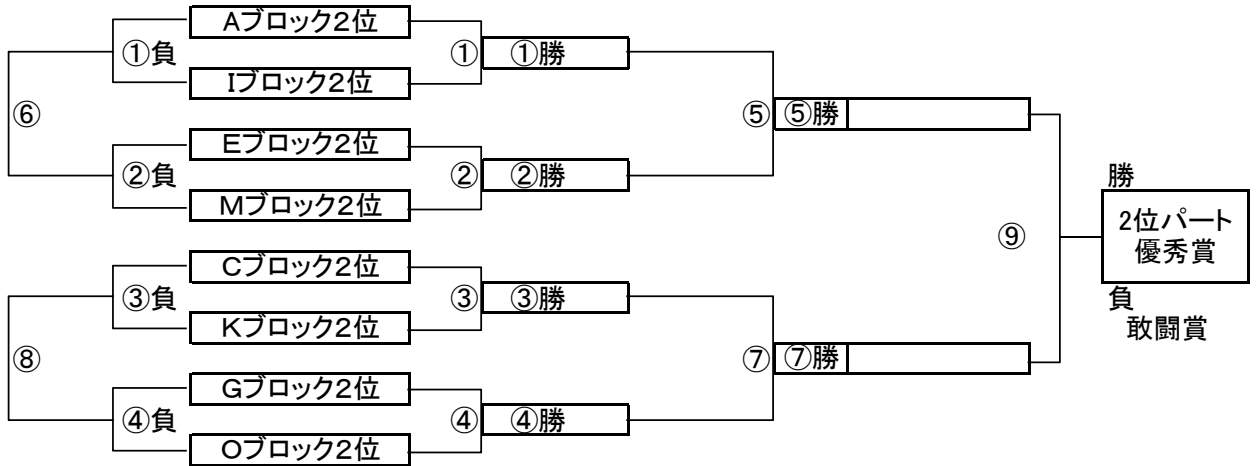 Aブロック2位
①負 ① ①勝
Iブロック2位
⑥ ⑤ ⑤勝
Eブロック2位
②負 ② ②勝
Mブロック2位
勝
2位パート
優秀賞
⑨
負
敢闘賞
Cブロック2位
③負 ③ ③勝
Kブロック2位
⑧ ⑦ ⑦勝
Gブロック2位
④負 ④ ④勝
Oブロック2位